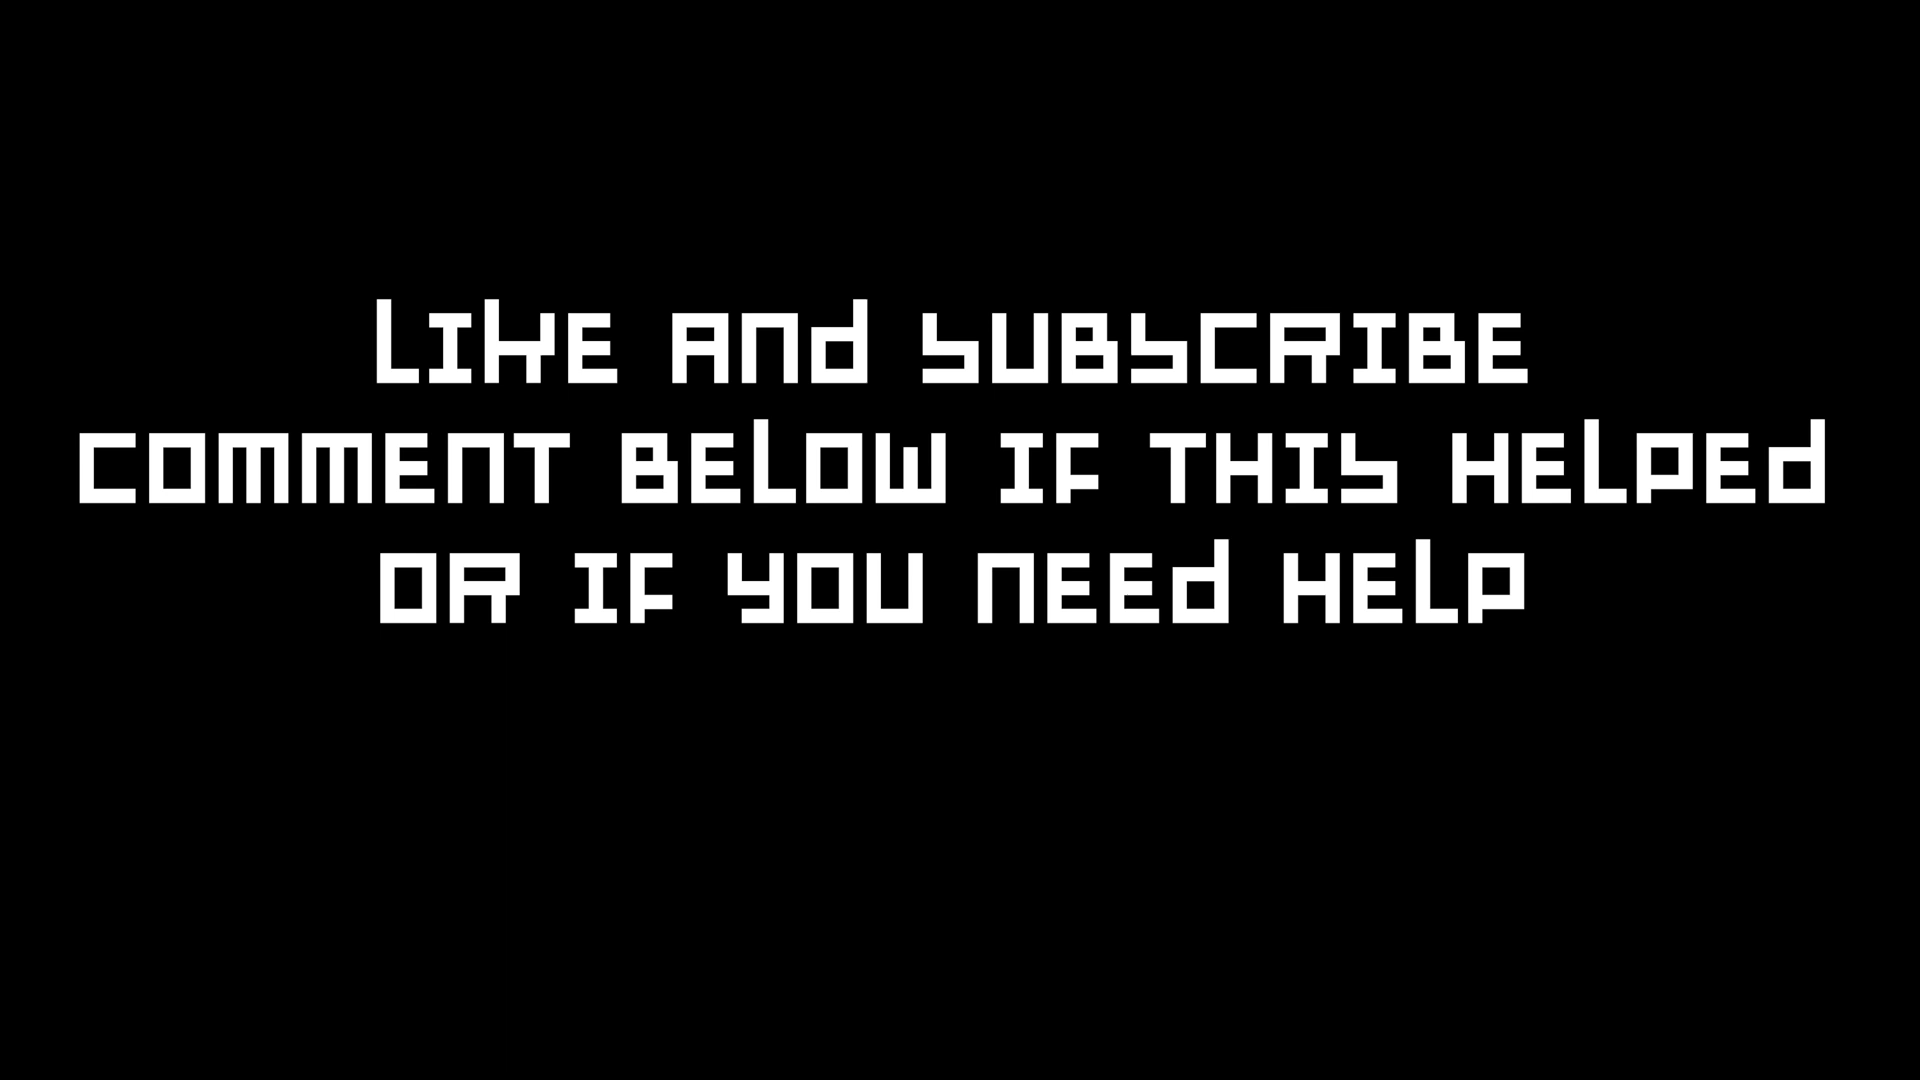 LIKE AND SUBSCRIBE
COMMENT BELOW IF THIS HELPED
OR IF YOU NEED HELP